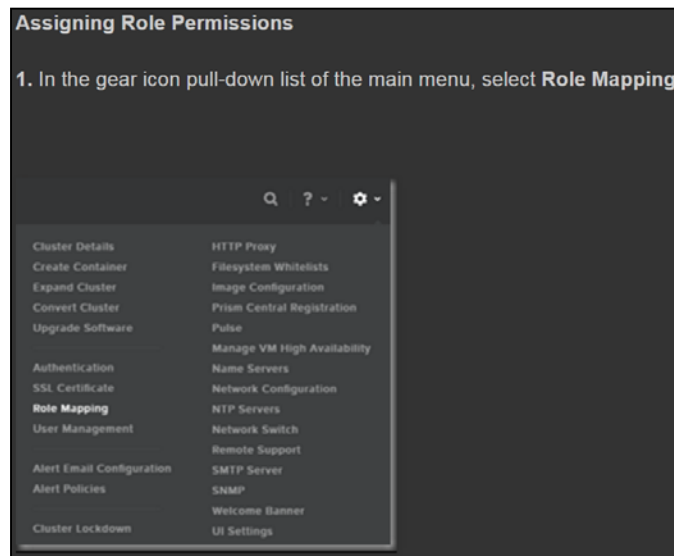 Assigning Role Permissions
1. In the gear icon pull-down list of the main menu, select Role Mapping
?
Cluster Details
Create Container
Expand Cluster
Convert Cluster
Upgrade Software
Authentication
SSL Certificate
Role Mapping
User Management
Alert Email Configuration
Alert Policies
Cluster Lockdown
HTTP Proxy
Filesystem Whitelists
Image Configuration
Prism Central Registration
Pulse
Manage VM High Availability
Name Servers
Network Configuration
NTP Servers
Network Switch
Remote Support
SMTP Server
SNMP
Welcome Banner
UI Settings